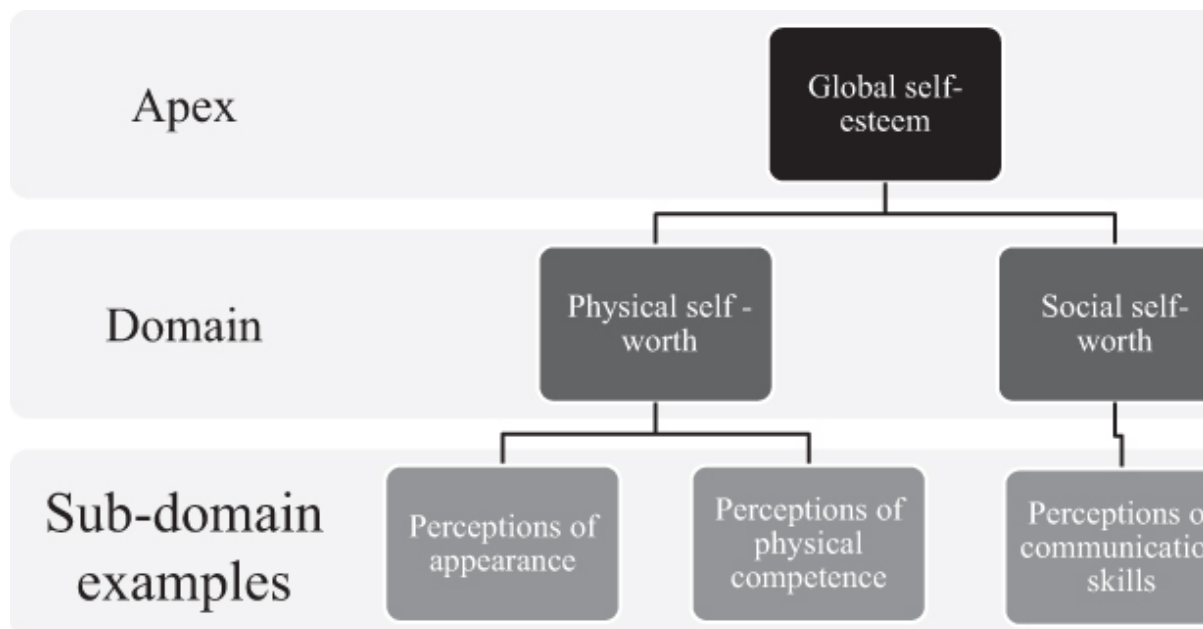 Apex
Global self-
esteem
Domain
Physical self -
worth
Social self-
worth
Sub-domain
examples
Perceptions of
appearance
Perceptions of
physical
competence
Perceptions
skills